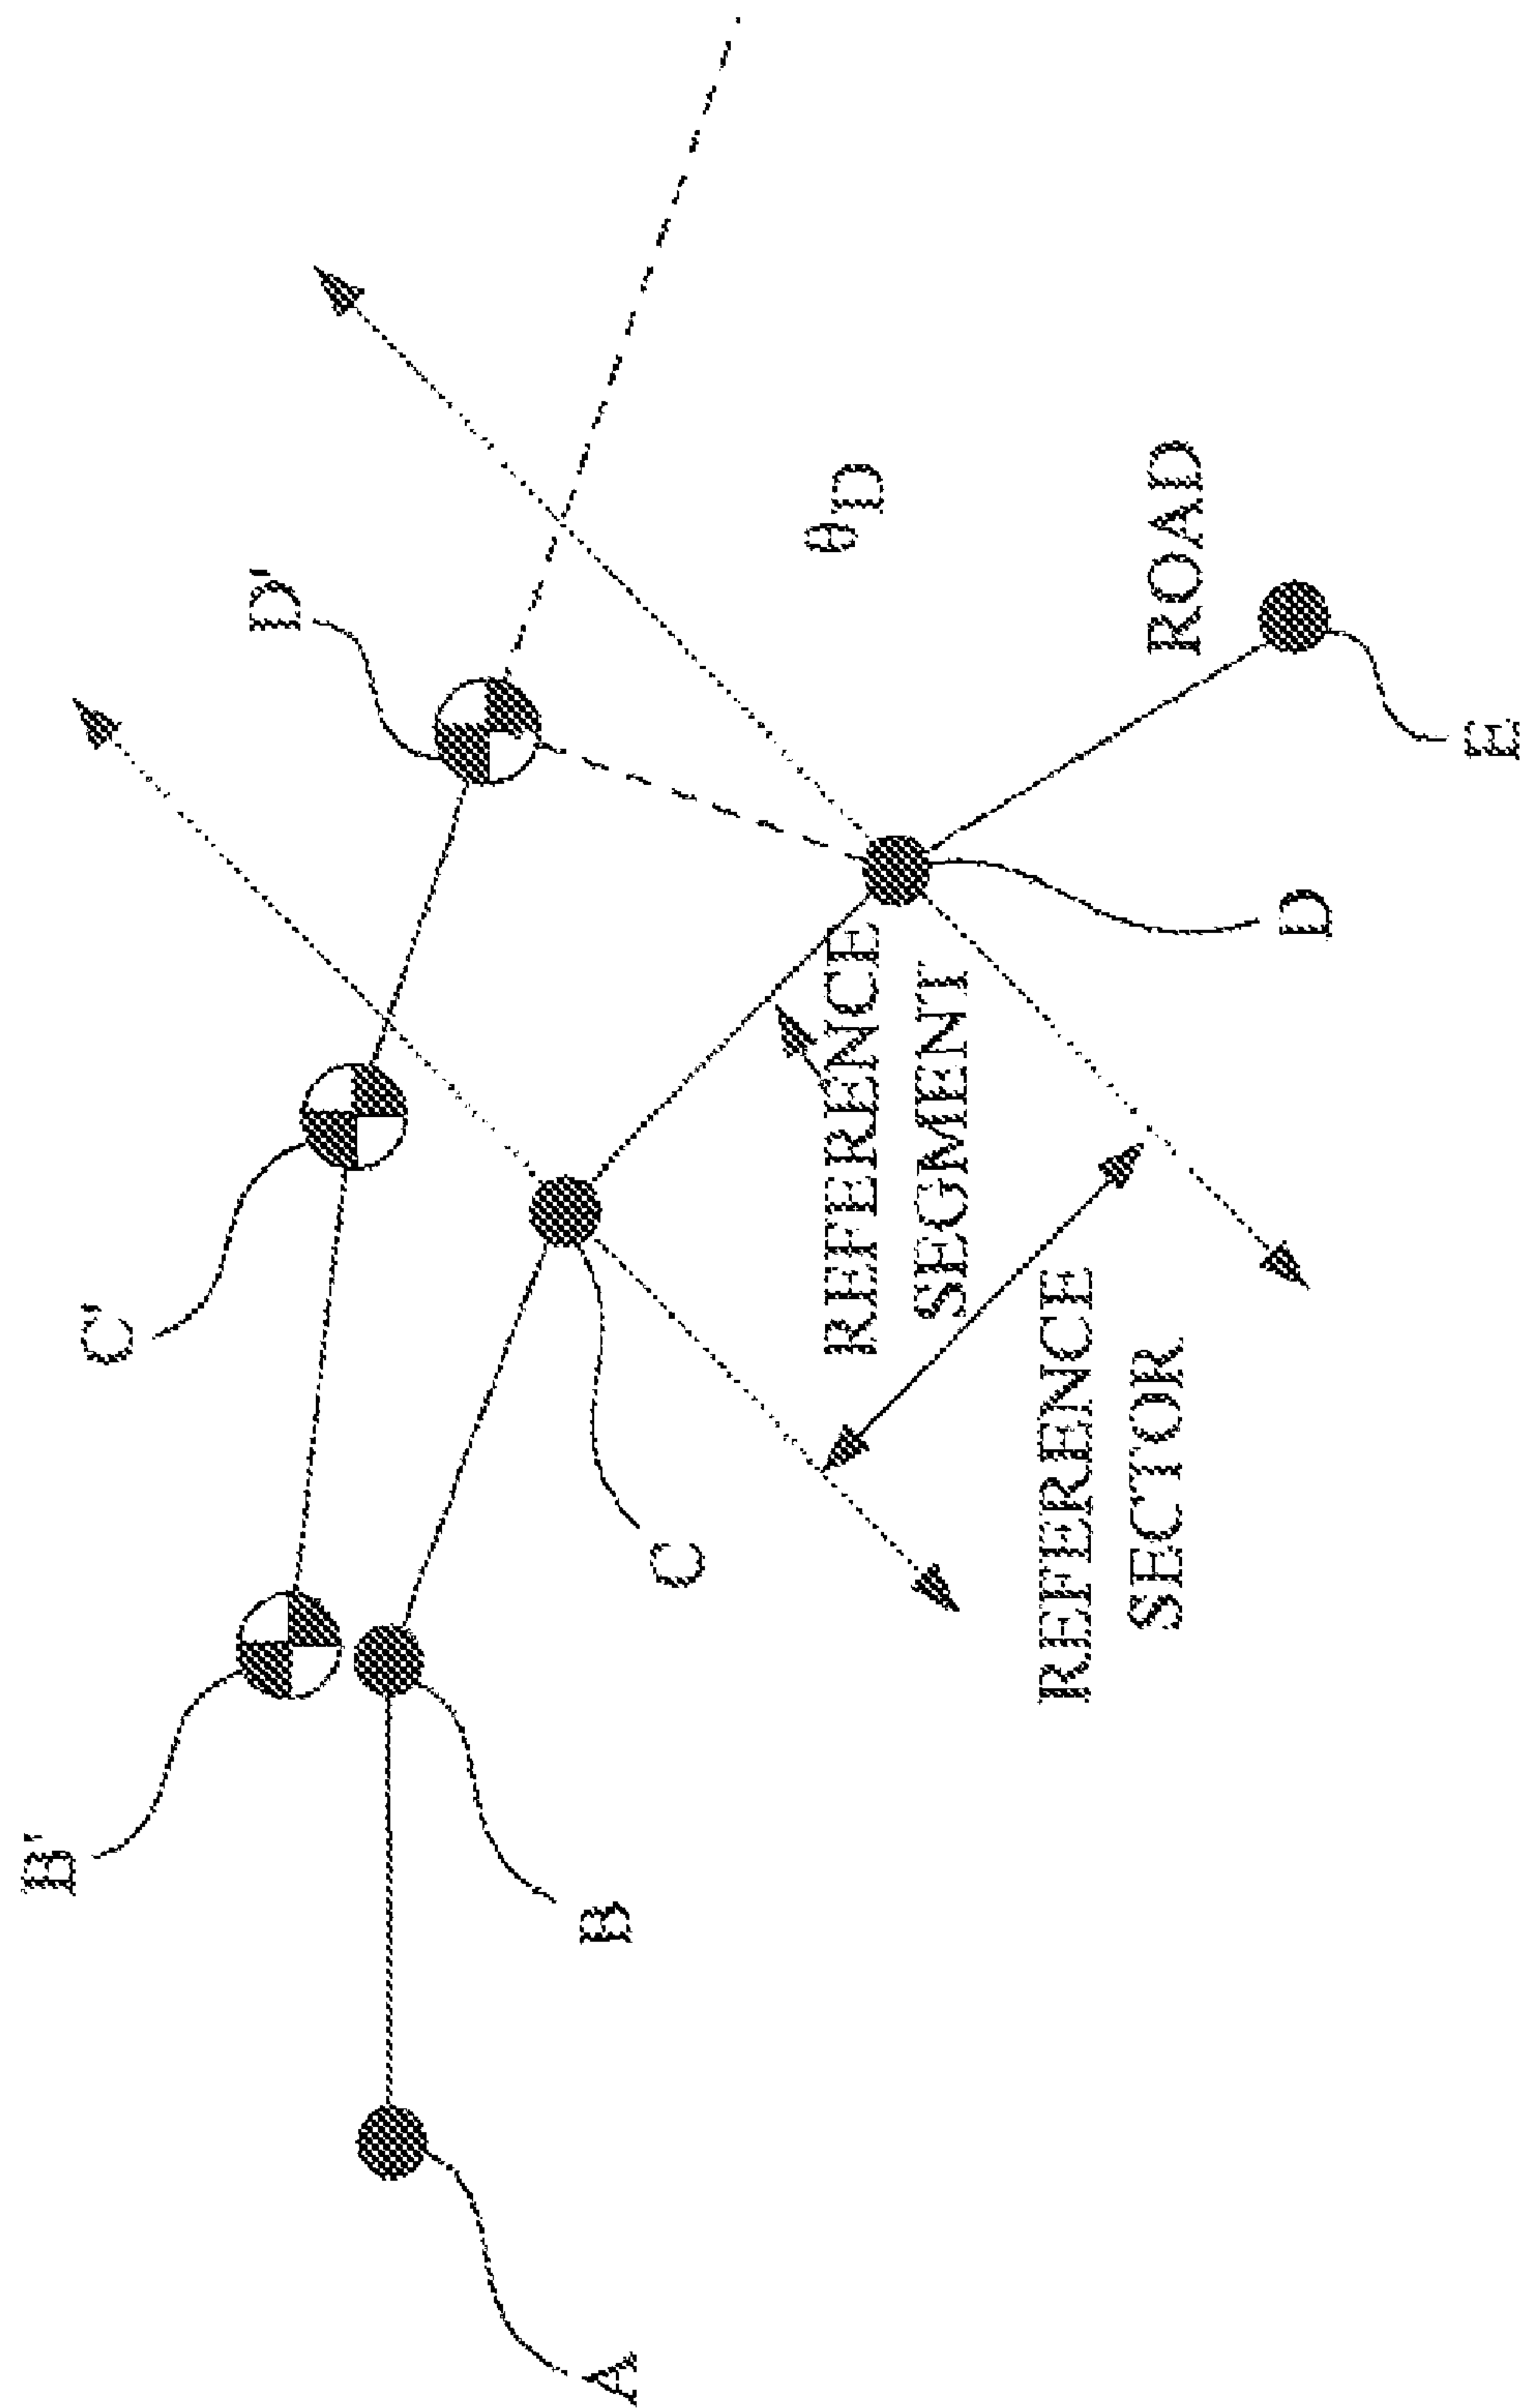 A
B'
B
C'
C
REFERENCE
SECTOR
REFERENCE
SEGMENT
D'
D
θD
ROAD
E